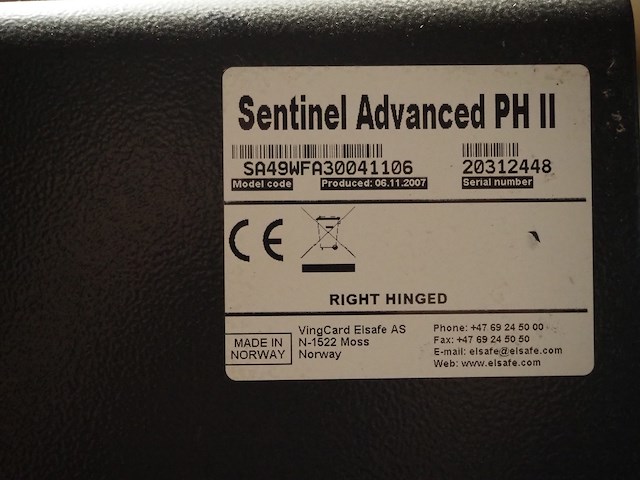 Sentinel Advanced PH II
SA49WFA30041106 20312448
Model code Produced: 06.11.2007 Serial number
CE
RIGHT HINGED
MADE IN
NORWAY
VingCard Elsafe AS
N-1522 Moss
Norway
Phone: +47 69 24 50 00
Fax: +47 69 24 50 50
E-mail: elsafe@elsafe.com
Web: www.elsafe.com